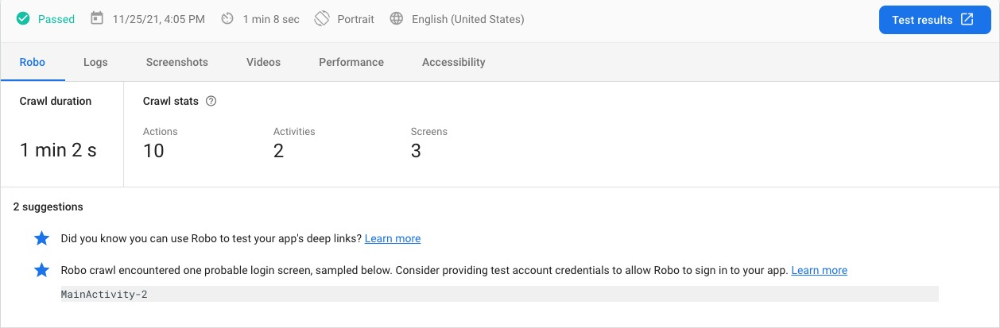 Passed 11/25/21, 4:05 PM 1 min 8 sec Portrait English (United States) Test results
Robo Logs Screenshots Videos Performance Accessibility
Crawl duration Crawl stats
Actions Activities Screens
1 min 2 s 10 2 3
2 suggestions
Did you know you can use Robo to test your app's deep links? Learn more
Robo crawl encountered one probable login screen, sampled below. Consider providing test account credentials to allow Robo to sign in to your app. Learn more
MainActivity-2